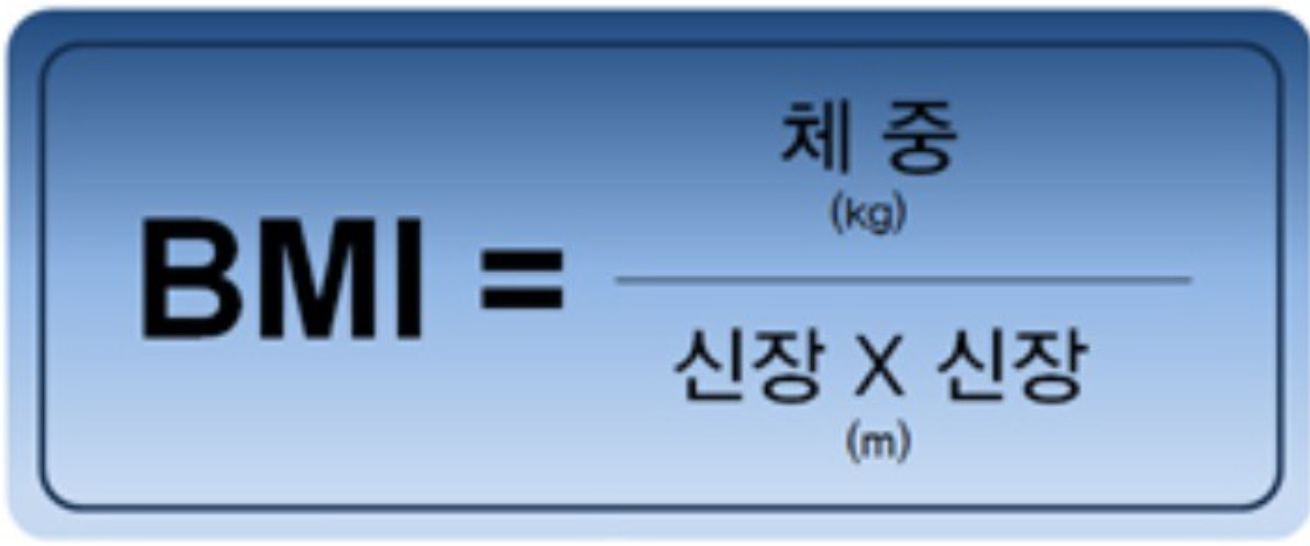 BMI =
체 중
(kg)
신장 X 신장
(m)